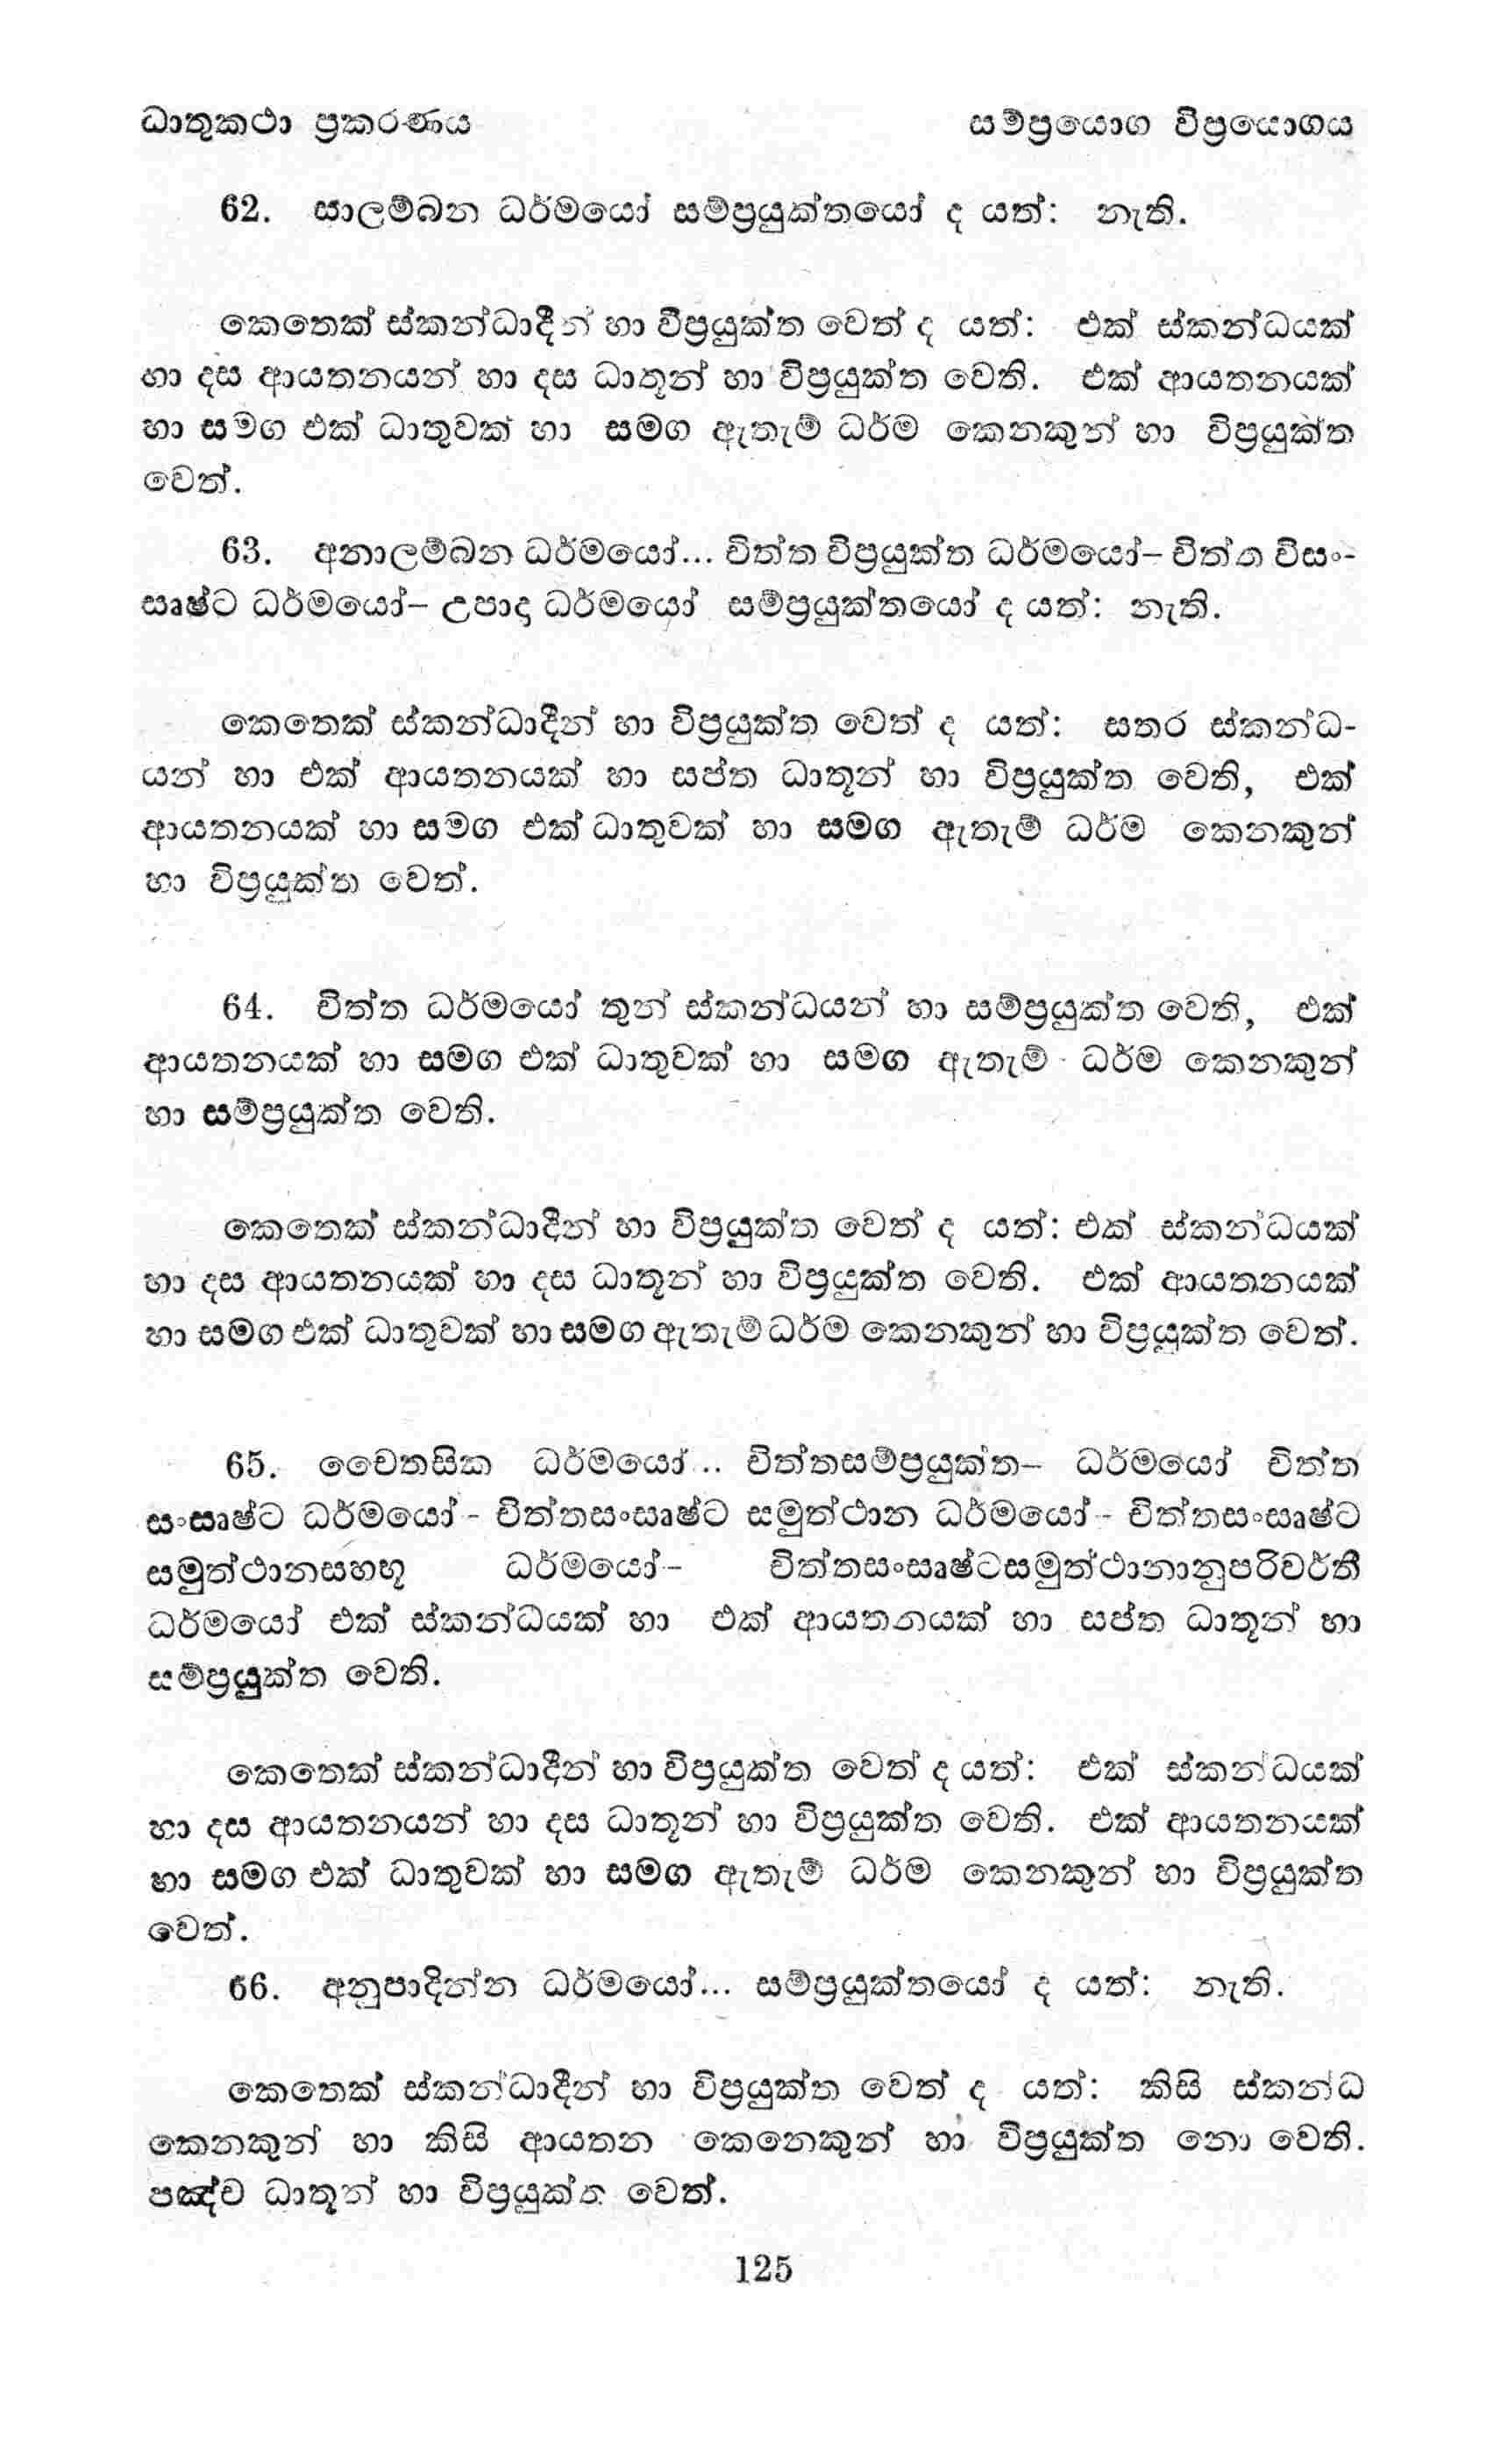 ධාතුකථා ප්‍රකරණය සම්ප්‍රයොග විප්‍රයොගය
62. සාලම්බන ධර්මයෝ සම්ප්‍රයුක්තයෝ ද යත්: නැති.
කෙතෙක් ස්කන්ධාදීන් හා විප්‍රයුක්ත වෙත් ද යත්: එක් ස්කන්ධයක්
හා දස ආයතනයන් හා දස ධාතූන් හා විප්‍රයුක්ත වෙති. එක් ආයතනයක්
හා සමග එක් ධාතුවක් හා සමග ඇතැම් ධර්ම කෙනකුන් හා විප්‍රයුක්ත
වෙත්.
63. අනාලම්බන ධර්මයෝ... චිත්ත විප්‍රයුක්ත ධර්මයෝ– චිත්ත විසං-
සෘෂ්ට ධර්මයෝ– උපාදා ධර්මයෝ සම්ප්‍රයුක්තයෝ ද යත්: නැති.
කෙතෙක් ස්කන්ධාදීන් හා විප්‍රයුක්ත වෙත් ද යත්: සතර ස්කන්ධ-
යන් හා එක් ආයතනයක් හා සප්ත ධාතූන් හා විප්‍රයුක්ත වෙති, එක්
ආයතනයක් හා සමග එක් ධාතුවක් හා සමග ඇතැම් ධර්ම කෙනකුන්
හා විප්‍රයුක්ත වෙත්.
64. චිත්ත ධර්මයෝ තුන් ස්කන්ධයන් හා සම්ප්‍රයුක්ත වෙති, එක්
ආයතනයක් හා සමග එක් ධාතුවක් හා සමග ඇතැම් ධර්ම කෙනකුන්
හා සම්ප්‍රයුක්ත වෙති.
කෙතෙක් ස්කන්ධාදීන් හා විප්‍රයුක්ත වෙත් ද යත්: එක් ස්කන්ධයක්
හා දස ආයතනයක් හා දස ධාතූන් හා විප්‍රයුක්ත වෙති. එක් ආයතනයක්
හා සමග එක් ධාතුවක් හා සමග ඇතැම් ධර්ම කෙනකුන් හා විප්‍රයුක්ත වෙත්.
65. චෛතසික ධර්මයෝ... චිත්තසම්ප්‍රයුක්ත– ධර්මයෝ චිත්ත
සංසෘෂ්ට ධර්මයෝ - චිත්තසංසෘෂ්ට සමුත්ථාන ධර්මයෝ - චිත්තසංසෘෂ්ට
සමුත්ථානසහභූ ධර්මයෝ- චිත්තසංසෘෂ්ටසමුත්ථානානුපරිවර්තී
ධර්මයෝ එක් ස්කන්ධයක් හා එක් ආයතනයක් හා සප්ත ධාතූන් හා
සම්ප්‍රයුක්ත වෙති.
කෙතෙක් ස්කන්ධාදීන් හා විප්‍රයුක්ත වෙත් ද යත්: එක් ස්කන්ධයක්
හා දස ආයතනයන් හා දස ධාතූන් හා විප්‍රයුක්ත වෙති. එක් ආයතනයක්
හා සමග එක් ධාතුවක් හා සමග ඇතැම් ධර්ම කෙනකුන් හා විප්‍රයුක්ත
වෙත්.
66. අනුපාදින්න ධර්මයෝ... සම්ප්‍රයුක්තයෝ ද යත්: නැති.
කෙතෙක් ස්කන්ධාදීන් හා විප්‍රයුක්ත වෙත් ද යත්: කිසි ස්කන්ධ
කෙනකුන් හා කිසි ආයතන කෙනෙකුන් හා විප්‍රයුක්ත නො වෙති.
පඤ්ච ධාතූන් හා විප්‍රයුක්ත වෙත්.
125